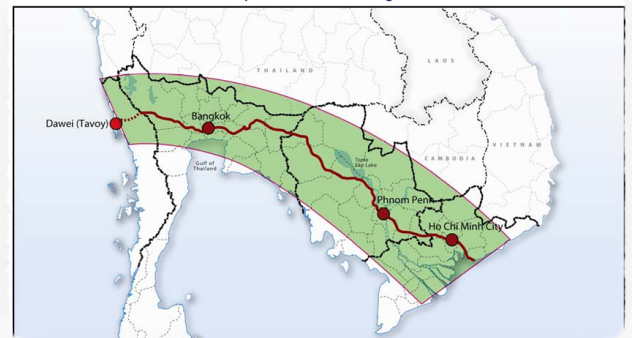 THAILAND
LAOS
Dawei (Tavoy)
Bangkok
VIETNAM
Gulf of
Thailand
Tonle
Sap Lake
CAMBODIA
Phnom Penh
Ho Chi Minh City